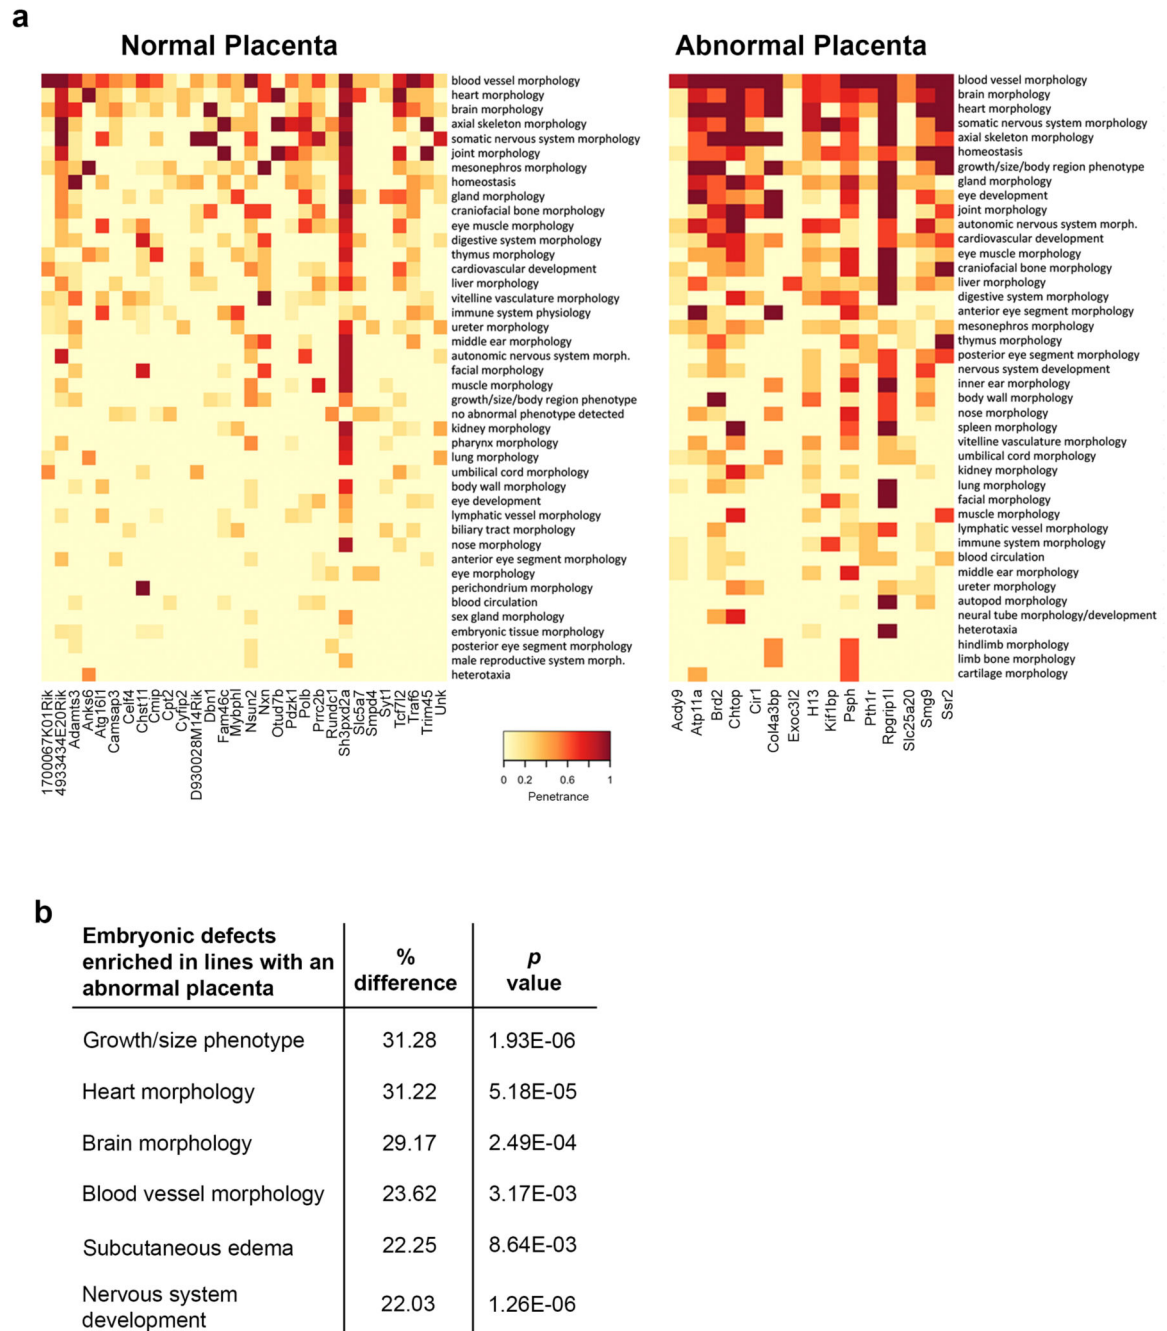 a
Normal Placenta
Abnormal Placenta
blood vessel morphology
heart morphology
brain morphology
axial skeleton morphology
somatic nervous system morphology
joint morphology
mesonephros morphology
homeostasis
gland morphology
craniofacial bone morphology
eye muscle morphology
digestive system morphology
thymus morphology
cardiovascular development
liver morphology
vitelline vasculature morphology
immune system physiology
ureter morphology
middle ear morphology
autonomic nervous system morph.
facial morphology
muscle morphology
growth/size/body region phenotype
no abnormal phenotype detected
kidney morphology
pharynx morphology
lung morphology
umbilical cord morphology
body wall morphology
eye development
lymphatic vessel morphology
biliary tract morphology
nose morphology
anterior eye segment morphology
eye morphology
perichondrium morphology
blood circulation
sex gland morphology
embryonic tissue morphology
posterior eye segment morphology
male reproductive system morph.
heterotaxia
1700067K01Rik
4933434E20Rik
Adamts3
Anks6
Atg16l1
Camsap3
Celf4
Chst11
Cmip
Cpt2
Cyfip2
D930028M14Rik
Dbn1
Fam46c
Mybphl
Nsun2
Nxn
Otud7b
Pdzk1
Polb
Prrc2b
Rundc1
Sh3pxd2a
Slc5a7
Smpd4
Syt1
Tcf7l2
Traf6
Trim45
Unk
0 0.2 0.6 1
Penetrance
blood vessel morphology
brain morphology
heart morphology
somatic nervous system morphology
axial skeleton morphology
homeostasis
growth/size/body region phenotype
gland morphology
eye development
joint morphology
autonomic nervous system morph.
cardiovascular development
eye muscle morphology
craniofacial bone morphology
liver morphology
digestive system morphology
anterior eye segment morphology
mesonephros morphology
thymus morphology
posterior eye segment morphology
nervous system development
inner ear morphology
body wall morphology
nose morphology
spleen morphology
vitelline vasculature morphology
umbilical cord morphology
kidney morphology
lung morphology
facial morphology
muscle morphology
lymphatic vessel morphology
immune system morphology
blood circulation
middle ear morphology
ureter morphology
autopod morphology
neural tube morphology/development
heterotaxia
hindlimb morphology
limb bone morphology
cartilage morphology
Acdy9
Atp11a
Brd2
Chtop
Cir1
Col4a3bp
Exoc3l2
H13
Kif1bp
Psph
Pth1r
Rpgrip1l
Slc25a20
Smg9
Ssr2
b
Embryonic defects
enriched in lines with an
abnormal placenta
%
difference
p
value
Growth/size phenotype 31.28 1.93E-06
Heart morphology 31.22 5.18E-05
Brain morphology 29.17 2.49E-04
Blood vessel morphology 23.62 3.17E-03
Subcutaneous edema 22.25 8.64E-03
Nervous system
development 22.03 1.26E-06